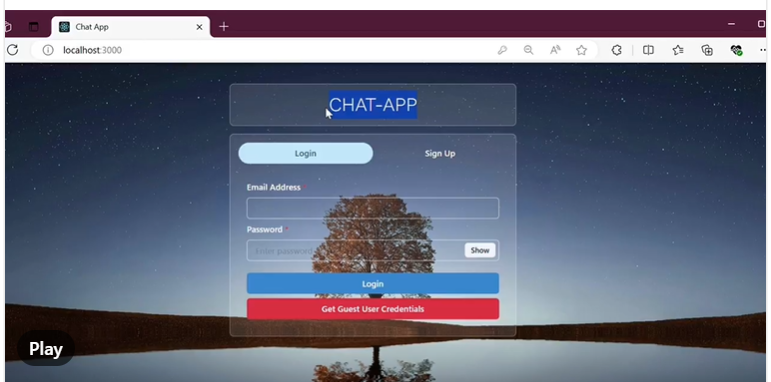 Chat App
localhost:3000
CHAT-APP
Login
Sign Up
Email Address *
Password *
Enter password
Show
Login
Get Guest User Credentials
Play